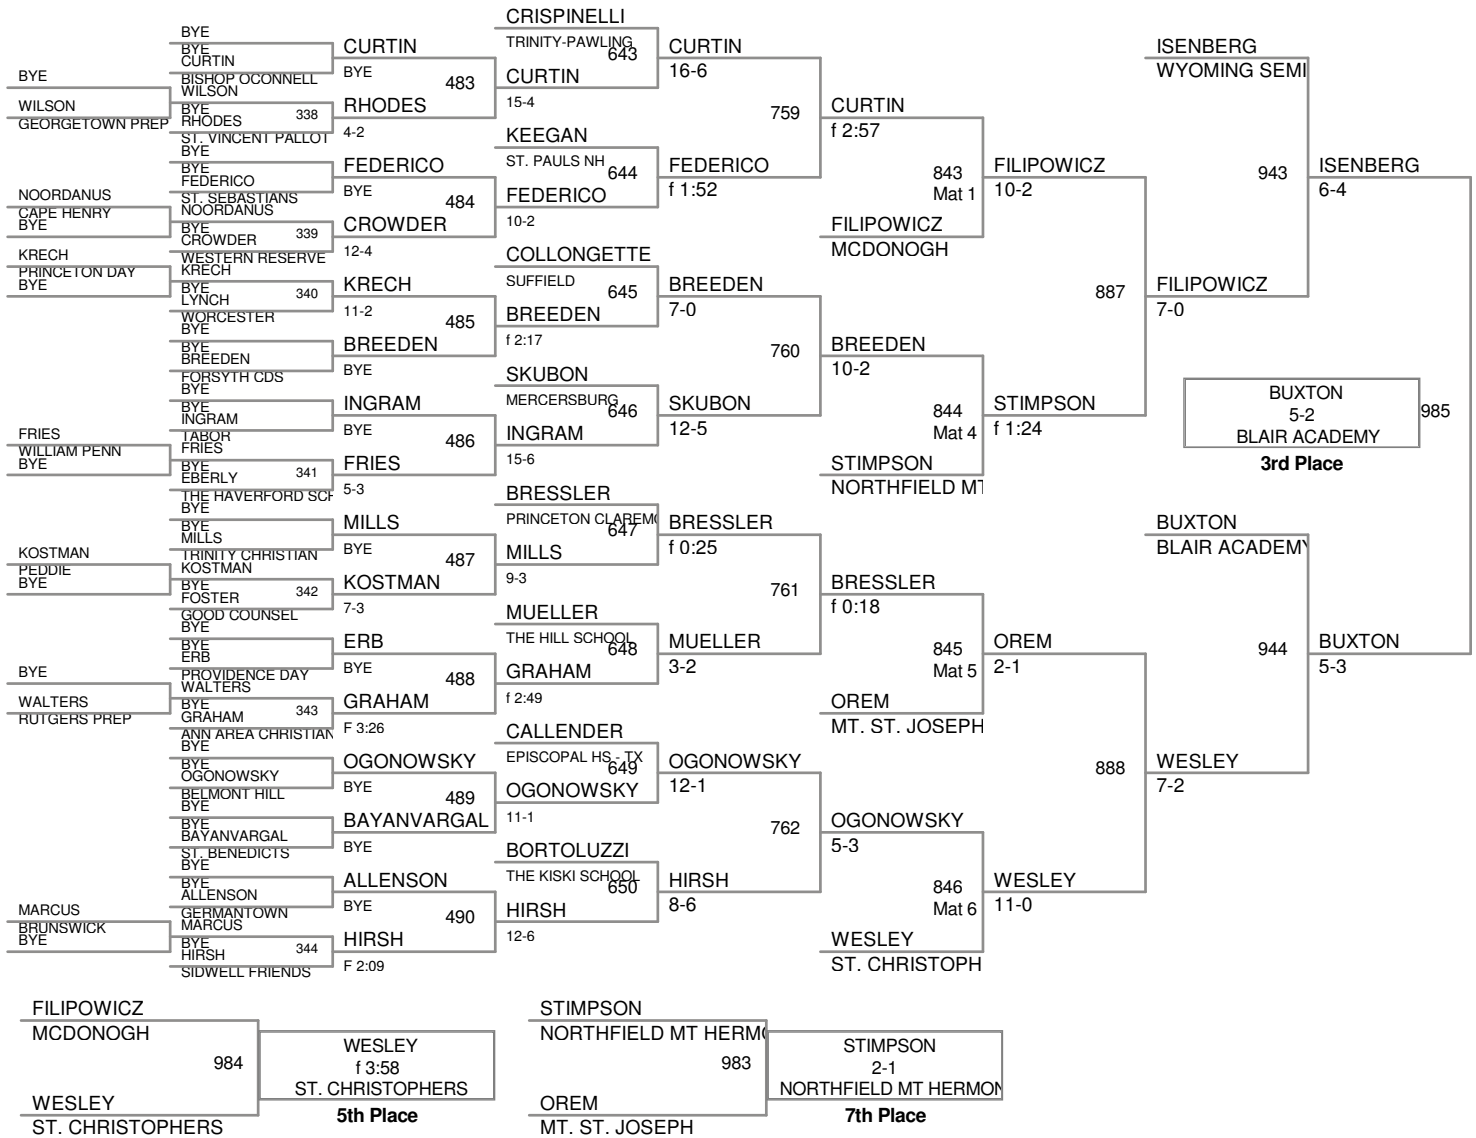 BYE
WILSON
GEORGETOWN PREP
NOORDANUS
CAPE HENRY
BYE
KRECH
PRINCETON DAY
BYE
FRIES
WILLIAM PENN
BYE
KOSTMAN
PEDDIE
BYE
BYE
WALTERS
RUTGERS PREP
MARCUS
BRUNSWICK
BYE
BYE
BYE
CURTIN
BISHOP OCONNELL
WILSON
BYE
RHODES
338
ST. VINCENT PALLOT
BYE
BYE
FEDERICO
ST. SEBASTIANS
NOORDANUS
BYE
CROWDER
339
WESTERN RESERVE
KRECH
BYE
LYNCH
340
WORCESTER
BYE
BYE
BREEDEN
FORSYTH CDS
BYE
BYE
INGRAM
TABOR
FRIES
BYE
EBERLY
341
THE HAVERFORD SCH
BYE
BYE
MILLS
TRINITY CHRISTIAN
KOSTMAN
BYE
FOSTER
342
GOOD COUNSEL
BYE
BYE
ERB
PROVIDENCE DAY
WALTERS
BYE
GRAHAM
343
ANN AREA CHRISTIAN
BYE
BYE
OGONOWSKY
BELMONT HILL
BYE
BYE
BAYANVARGAL
ST. BENEDICTS
BYE
BYE
ALLENSON
GERMANTOWN
MARCUS
BYE
HIRSH
344
SIDWELL FRIENDS
CURTIN
BYE
483
RHODES
4-2
FEDERICO
BYE
484
CROWDER
12-4
KRECH
11-2
485
BREEDEN
BYE
INGRAM
BYE
486
FRIES
5-3
MILLS
BYE
487
KOSTMAN
7-3
ERB
BYE
488
GRAHAM
F 3:26
OGONOWSKY
BYE
489
BAYANVARGAL
BYE
ALLENSON
BYE
490
HIRSH
F 2:09
CRISPINELLI
TRINITY-PAWLING
643
CURTIN
15-4
KEEGAN
ST. PAULS NH
644
FEDERICO
10-2
COLLONGETTE
SUFFIELD
645
BREEDEN
f 2:17
SKUBON
MERCERSBURG
646
INGRAM
15-6
BRESSLER
PRINCETON CLAREMO
647
MILLS
9-3
MUELLER
THE HILL SCHOOL
648
GRAHAM
f 2:49
CALLENDER
EPISCOPAL HS - TX
649
OGONOWSKY
11-1
BORTOLUZZI
THE KISKI SCHOOL
650
HIRSH
12-6
CURTIN
16-6
759
FEDERICO
f 1:52
BREEDEN
7-0
760
SKUBON
12-5
BRESSLER
f 0:25
761
MUELLER
3-2
OGONOWSKY
12-1
762
HIRSH
8-6
CURTIN
f 2:57
843
Mat 1
FILIPOWICZ
MCDONOGH
BREEDEN
10-2
844
Mat 4
STIMPSON
NORTHFIELD MT
BRESSLER
f 0:18
845
Mat 5
OREM
MT. ST. JOSEPH
OGONOWSKY
5-3
846
Mat 6
WESLEY
ST. CHRISTOPH
FILIPOWICZ
10-2
887
STIMPSON
f 1:24
OREM
2-1
888
WESLEY
11-0
ISENBERG
WYOMING SEMI
943
FILIPOWICZ
7-0
BUXTON
BLAIR ACADEMY
944
WESLEY
7-2
ISENBERG
6-4
BUXTON
5-2
BLAIR ACADEMY
985
3rd Place
BUXTON
5-3
FILIPOWICZ
MCDONOGH
984
WESLEY
ST. CHRISTOPHERS
WESLEY
f 3:58
ST. CHRISTOPHERS
5th Place
STIMPSON
NORTHFIELD MT HERMO
983
OREM
MT. ST. JOSEPH
STIMPSON
2-1
NORTHFIELD MT HERMON
7th Place